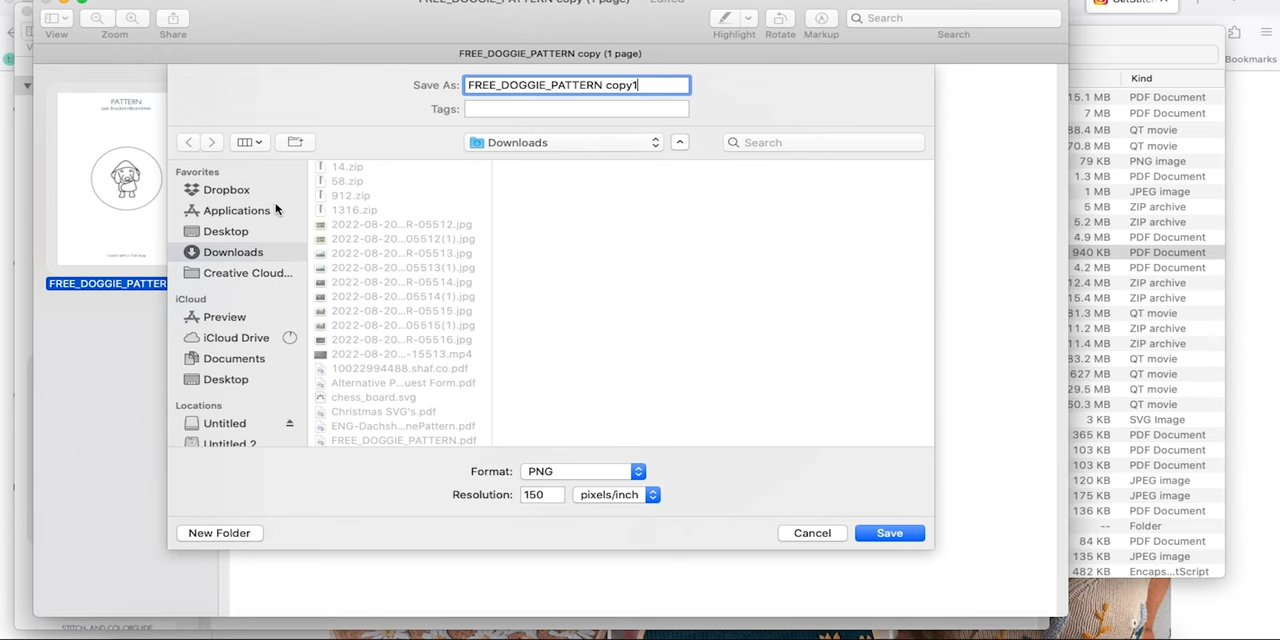 FREE_DOGGIE_PATTERN copy (1 page)
Edited
View
Zoom
Share
Highlight
Rotate
Markup
Search
Search
FREE_DOGGIE_PATTERN copy (1 page)
Bookmarks
Save As: FREE_DOGGIE_PATTERN copy1
Tags:
Downloads
Search
Favorites
Dropbox
Applications
Desktop
Downloads
Creative Cloud...
iCloud
Preview
iCloud Drive
Documents
Desktop
Locations
Untitled
Untitled 2
14.zip
58.zip
912.zip
1316.zip
2022-08-20...R-05512.jpg
2022-08-20...05512(1).jpg
2022-08-20...R-05513.jpg
2022-08-20...05513(1).jpg
2022-08-20...R-05514.jpg
2022-08-20...05514(1).jpg
2022-08-20...R-05515.jpg
2022-08-20...05515(1).jpg
2022-08-20...R-05516.jpg
2022-08-20...-15513.mp4
10022994488.shaf.co.pdf
Alternative P...uest Form.pdf
chess_board.svg
Christmas SVG's.pdf
ENG-Dachsh...nePattern.pdf
FREE_DOGGIE_PATTERN.pdf
Format: PNG
Resolution: 150 pixels/inch
New Folder
Cancel
Save
PATTERN
FREE_DOGGIE_PATTER
STITCH- AND COLORGUIDE
Kind
15.1 MB PDF Document
7 MB PDF Document
88.4 MB QT movie
70.8 MB QT movie
79 KB PNG image
1.3 MB PDF Document
1 MB JPEG image
5 MB ZIP archive
5.2 MB ZIP archive
4.9 MB PDF Document
940 KB PDF Document
4.2 MB PDF Document
12.4 MB ZIP archive
15.4 MB ZIP archive
81.3 MB QT movie
11.2 MB ZIP archive
11.4 MB ZIP archive
83.2 MB QT movie
627 MB QT movie
29.5 MB QT movie
60.3 MB QT movie
3 KB SVG Image
365 KB PDF Document
103 KB PDF Document
103 KB PDF Document
120 KB JPEG image
175 KB JPEG image
136 KB PDF Document
-- Folder
84 KB PDF Document
135 KB JPEG image
482 KB Encaps...tScript